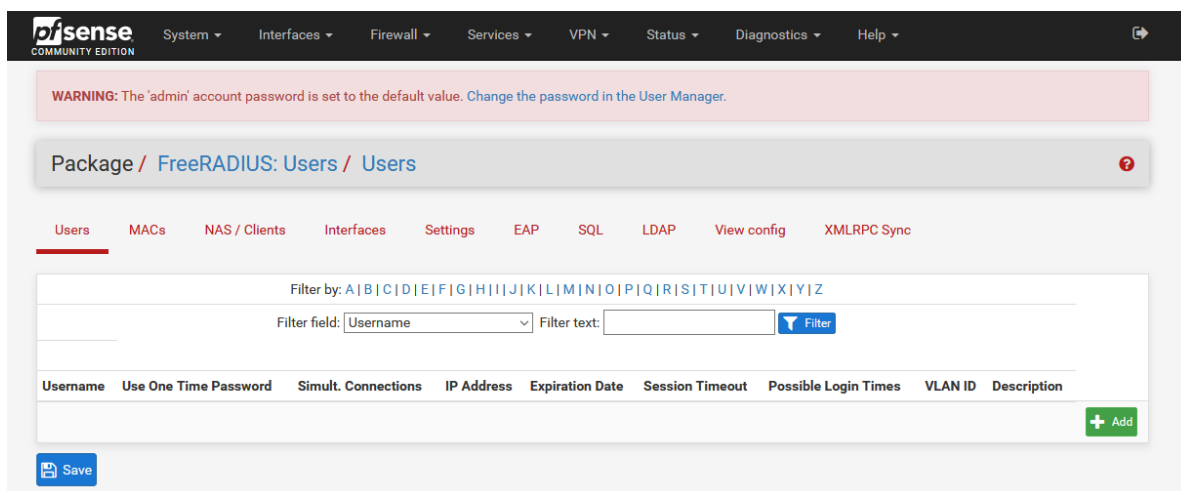 pfsense
COMMUNITY EDITION
System Interfaces Firewall Services VPN Status Diagnostics Help
WARNING: The 'admin' account password is set to the default value. Change the password in the User Manager.
Package / FreeRADIUS: Users / Users
Users MACs NAS / Clients Interfaces Settings EAP SQL LDAP View config XMLRPC Sync
Filter by: A | B | C | D | E | F | G | H | I | J | K | L | M | N | O | P | Q | R | S | T | U | V | W | X | Y | Z
Filter field: Username Filter text: Filter
Username Use One Time Password Simult. Connections IP Address Expiration Date Session Timeout Possible Login Times VLAN ID Description
Add
Save